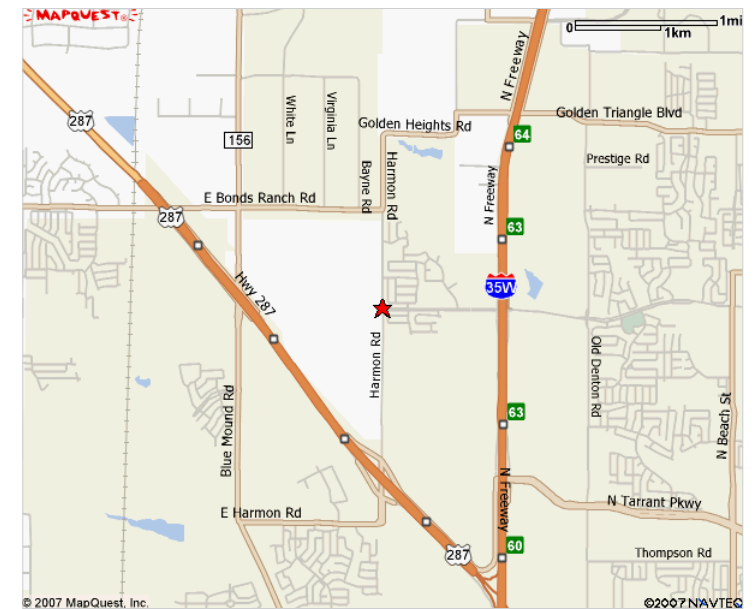 MAPQUEST®
0
1mi
1km
N Freeway
287
White Ln
Virginia Ln
Golden Heights Rd
Golden Triangle Blvd
156
64
Bayne Rd
Harmon Rd
Prestige Rd
N Freeway
E Bonds Ranch Rd
287
63
Hwy 287
35W
Harmon Rd
Old Denton Rd
Blue Mound Rd
63
N Beach St
N Freeway
N Tarrant Pkwy
E Harmon Rd
60
287
Thompson Rd
© 2007 MapQuest, Inc.
©2007 NAVTEQ